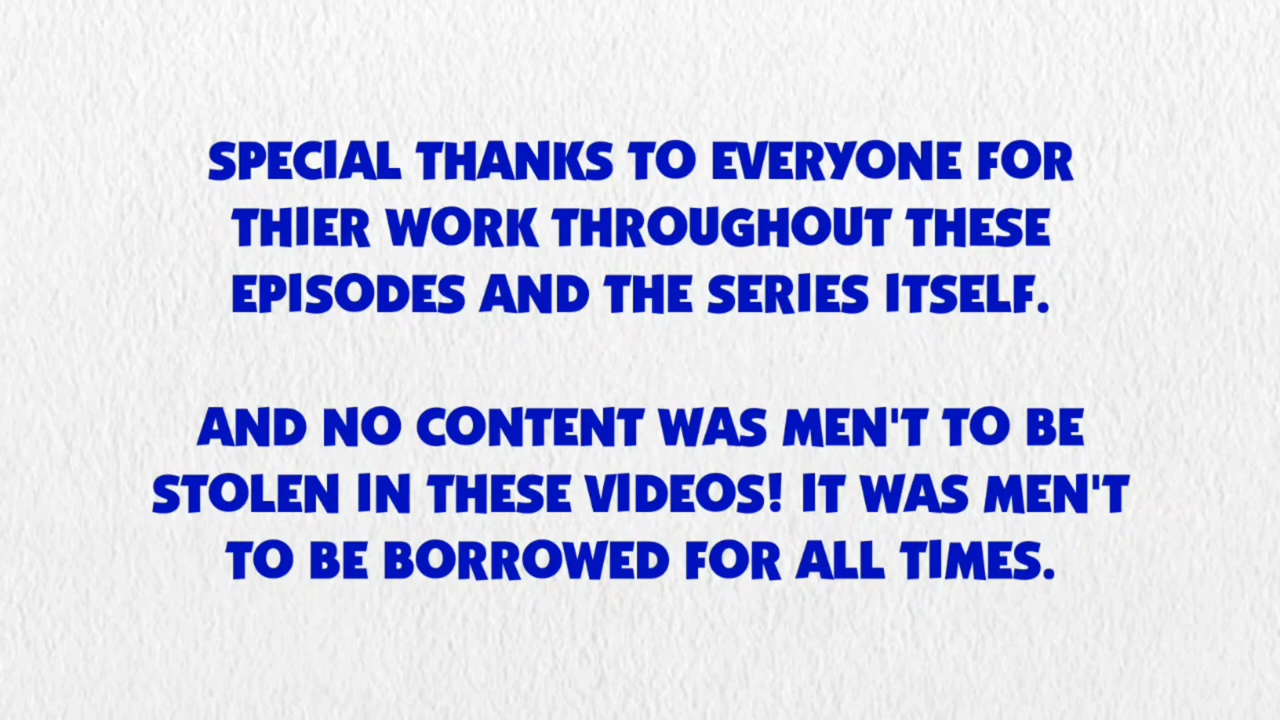 SPECIAL THANKS TO EVERYONE FOR
THIER WORK THROUGHOUT THESE
EPISODES AND THE SERIES ITSELF.
AND NO CONTENT WAS MEN'T TO BE
STOLEN IN THESE VIDEOS! IT WAS MEN'T
TO BE BORROWED FOR ALL TIMES.